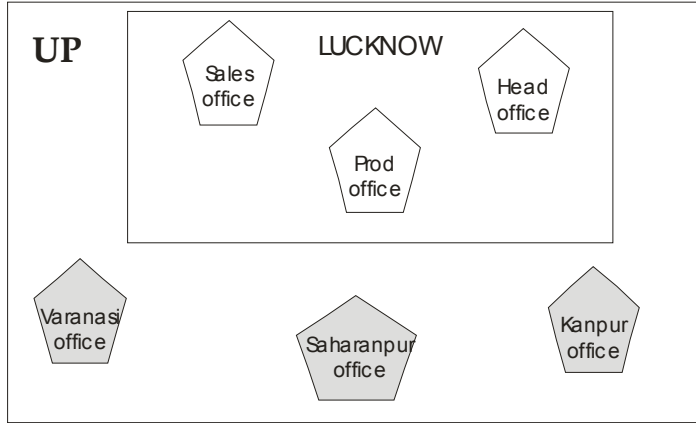 UP
LUCKNOW
Sales
office
Head
office
Prod
office
Varanasi
office
Saharanpur
office
Kanpur
office